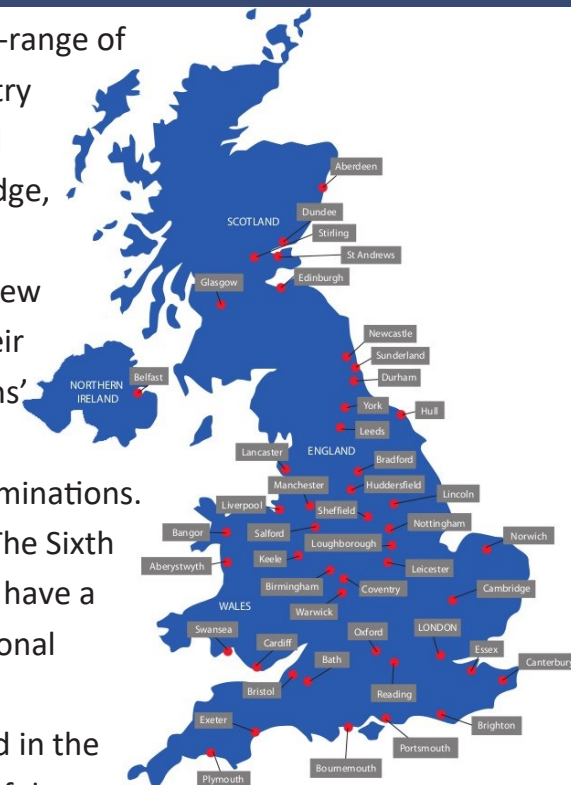 -range of
try
dge,
ew
eir
ns’
minations.
The Sixth
have a
onal
d in the
Aberdeen
Dundee
SCOTLAND
Stirling
St Andrews
Glasgow
Edinburgh
Newcastle
Sunderland
Belfast
NORTHERN
IRELAND
Durham
York
Hull
Leeds
ENGLAND
Lancaster
Bradford
Manchester
Huddersfield
Lincoln
Liverpool
Sheffield
Bangor
Salford
Nottingham
Norwich
Loughborough
Aberystwyth
Keele
Leicester
Birmingham
Coventry
Cambridge
WALES
Warwick
Swansea
Oxford
LONDON
Cardiff
Essex
Bath
Canterbury
Bristol
Reading
Exeter
Brighton
Portsmouth
Bournemouth
Plymouth